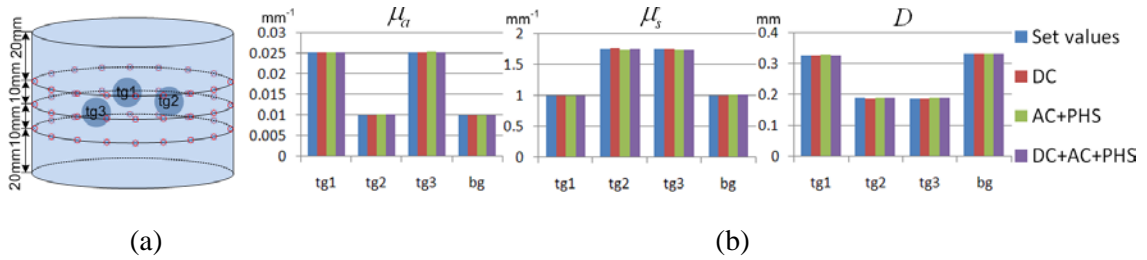 20mm
10mm
10mm
20mm
tg1
tg2
tg3
(a)
mm⁻¹
μₐ
0.03
0.025
0.02
0.015
0.01
0.005
0
tg1 tg2 tg3 bg
mm⁻¹
μₛ
2
1.5
1
0.5
0
tg1 tg2 tg3 bg
mm
D
0.4
0.3
0.2
0.1
0
tg1 tg2 tg3 bg
Set values
DC
AC+PHS
DC+AC+PHS
(b)